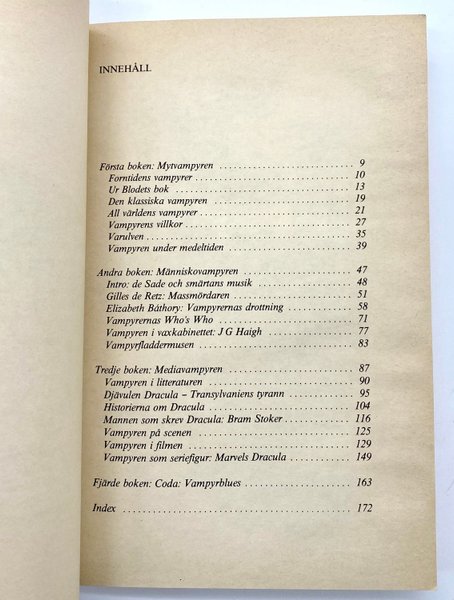 INNEHÅLL
Första boken: Mytvampyren . . . . . . . . . . . . . . . . . . . . . . . . . . . . . 9
Forntidens vampyrer . . . . . . . . . . . . . . . . . . . . . . . . . . . . . . . . 10
Ur Blodets bok . . . . . . . . . . . . . . . . . . . . . . . . . . . . . . . . . . . . 13
Den klassiska vampyren . . . . . . . . . . . . . . . . . . . . . . . . . . . . . 19
All världens vampyrer . . . . . . . . . . . . . . . . . . . . . . . . . . . . . . 21
Vampyrens villkor . . . . . . . . . . . . . . . . . . . . . . . . . . . . . . . . . 27
Varulven . . . . . . . . . . . . . . . . . . . . . . . . . . . . . . . . . . . . . . . . 35
Vampyren under medeltiden . . . . . . . . . . . . . . . . . . . . . . . . . . 39
Andra boken: Människovampyren . . . . . . . . . . . . . . . . . . . . . . . 47
Intro: de Sade och smärtans musik . . . . . . . . . . . . . . . . . . . . . 48
Gilles de Retz: Massmördaren . . . . . . . . . . . . . . . . . . . . . . . . . 51
Elizabeth Báthory: Vampyrernas drottning . . . . . . . . . . . . . . . 58
Vampyrernas Who's Who . . . . . . . . . . . . . . . . . . . . . . . . . . . . 71
Vampyren i vaxkabinettet: J G Haigh . . . . . . . . . . . . . . . . . . . 77
Vampyrfladdermusen . . . . . . . . . . . . . . . . . . . . . . . . . . . . . . . 83
Tredje boken: Mediavampyren . . . . . . . . . . . . . . . . . . . . . . . . . . 87
Vampyren i litteraturen . . . . . . . . . . . . . . . . . . . . . . . . . . . . . 90
Djävulen Dracula – Transylvaniens tyrann . . . . . . . . . . . . . . . 95
Historierna om Dracula . . . . . . . . . . . . . . . . . . . . . . . . . . . . . 104
Mannen som skrev Dracula: Bram Stoker . . . . . . . . . . . . . . . . 116
Vampyren på scenen . . . . . . . . . . . . . . . . . . . . . . . . . . . . . . . . 125
Vampyren i filmen . . . . . . . . . . . . . . . . . . . . . . . . . . . . . . . . . 129
Vampyren som seriefigur: Marvels Dracula . . . . . . . . . . . . . . . 149
Fjärde boken: Coda: Vampyrblues . . . . . . . . . . . . . . . . . . . . . . . 163
Index . . . . . . . . . . . . . . . . . . . . . . . . . . . . . . . . . . . . . . . . . . . . 172